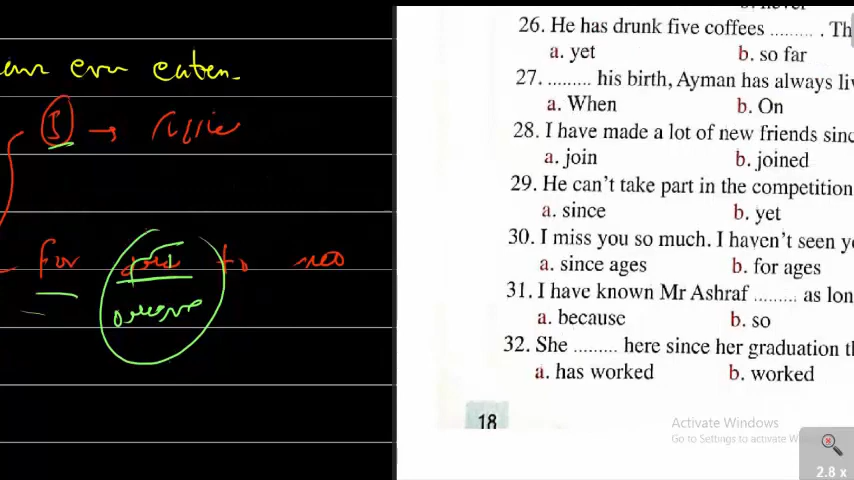 ever eaten.
For to
never
26. He has drunk five coffees ......... . Th
a. yet b. so far
27. ......... his birth, Ayman has always liv
a. When b. On
28. I have made a lot of new friends sinc
a. join b. joined
29. He can't take part in the competition
a. since b. yet
30. I miss you so much. I haven't seen yo
a. since ages b. for ages
31. I have known Mr Ashraf ......... as lon
a. because b. so
32. She ......... here since her graduation th
a. has worked b. worked
18
Activate Windows
Go to Settings to activate W
2.8 x